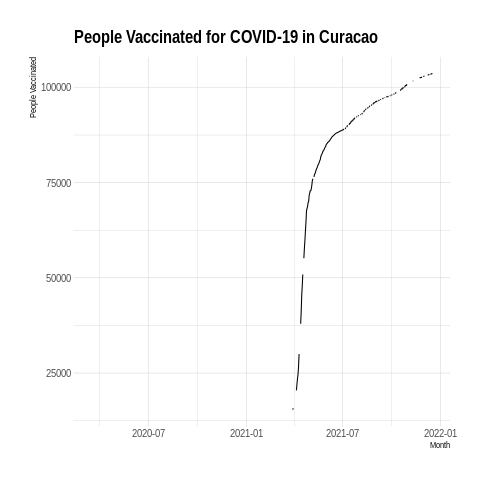 People Vaccinated for COVID-19 in Curacao
People Vaccinated
100000
75000
50000
25000
2020-07
2021-01
2021-07
2022-01
Month